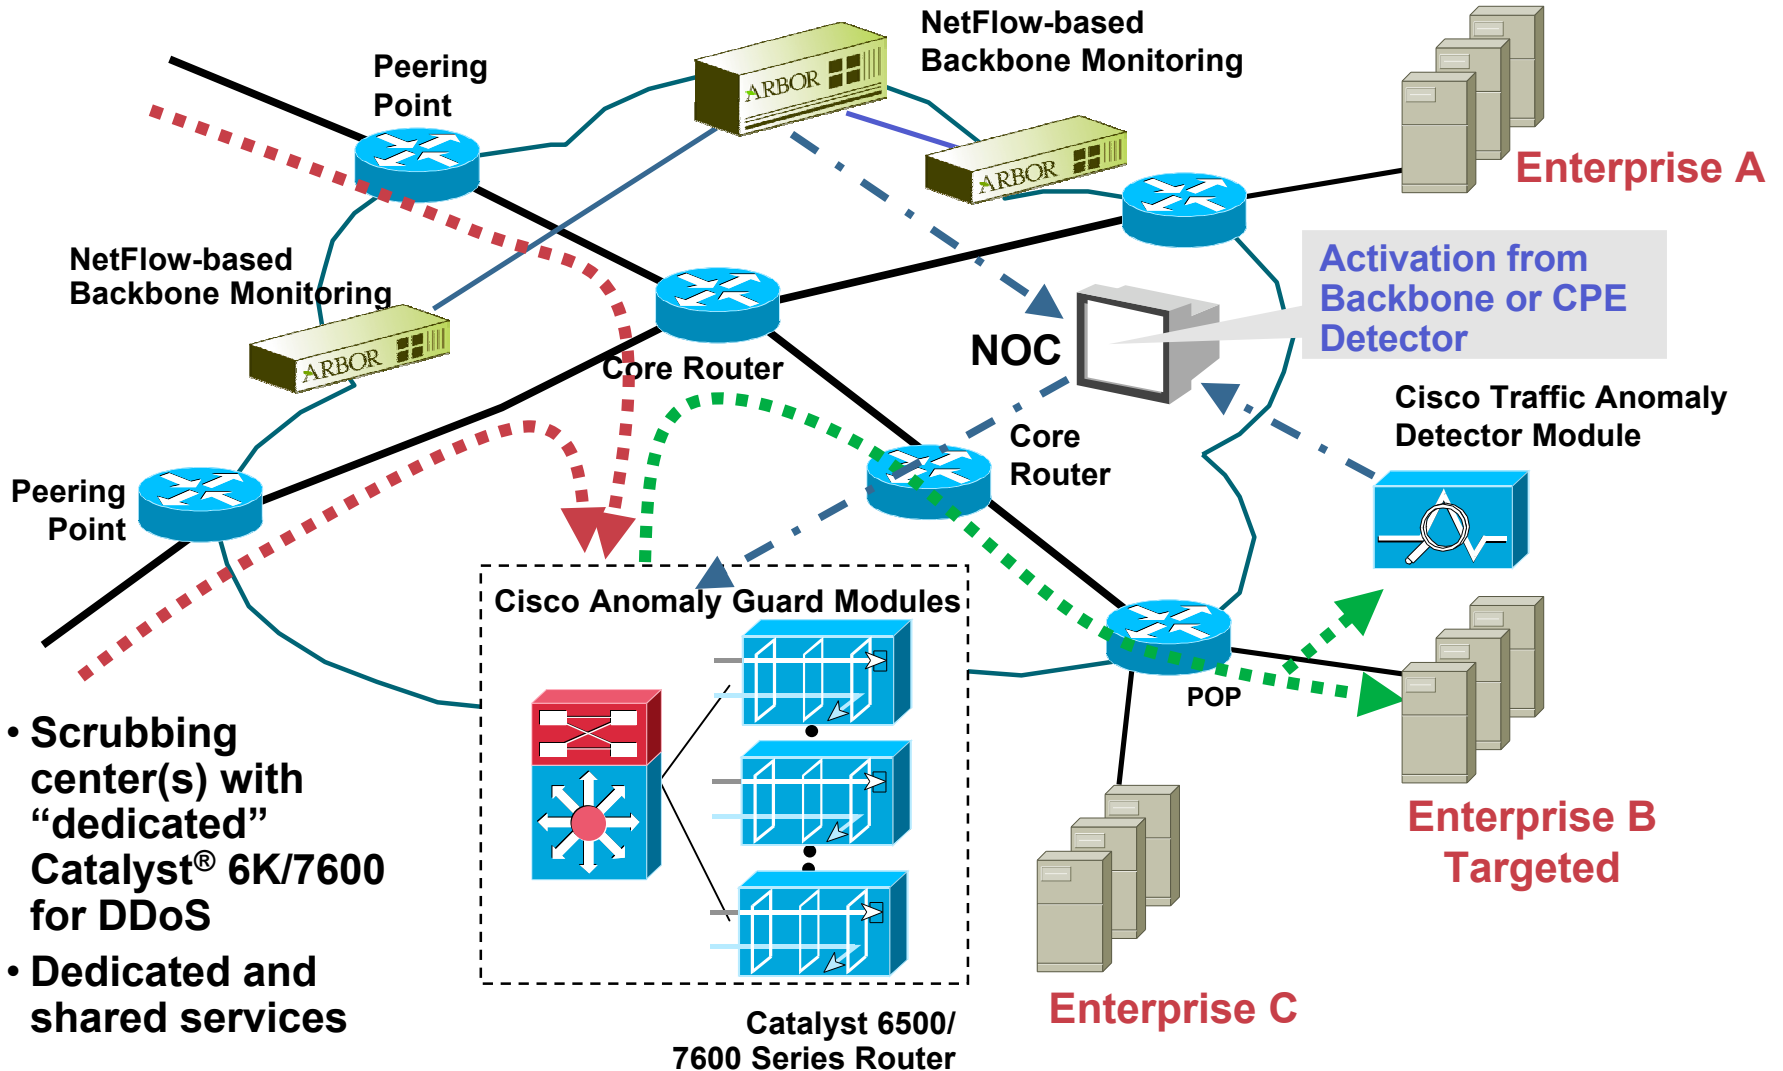 NetFlow-based
Backbone Monitoring
Peering
Point
ARBOR
ARBOR
Enterprise A
NetFlow-based
Backbone Monitoring
ARBOR
Activation from
Backbone or CPE
Detector
NOC
Core Router
Cisco Traffic Anomaly
Detector Module
Core
Router
Peering
Point
Cisco Anomaly Guard Modules
POP
• Scrubbing
center(s) with
“dedicated”
Catalyst® 6K/7600
for DDoS
• Dedicated and
shared services
Enterprise B
Targeted
Enterprise C
Catalyst 6500/
7600 Series Router